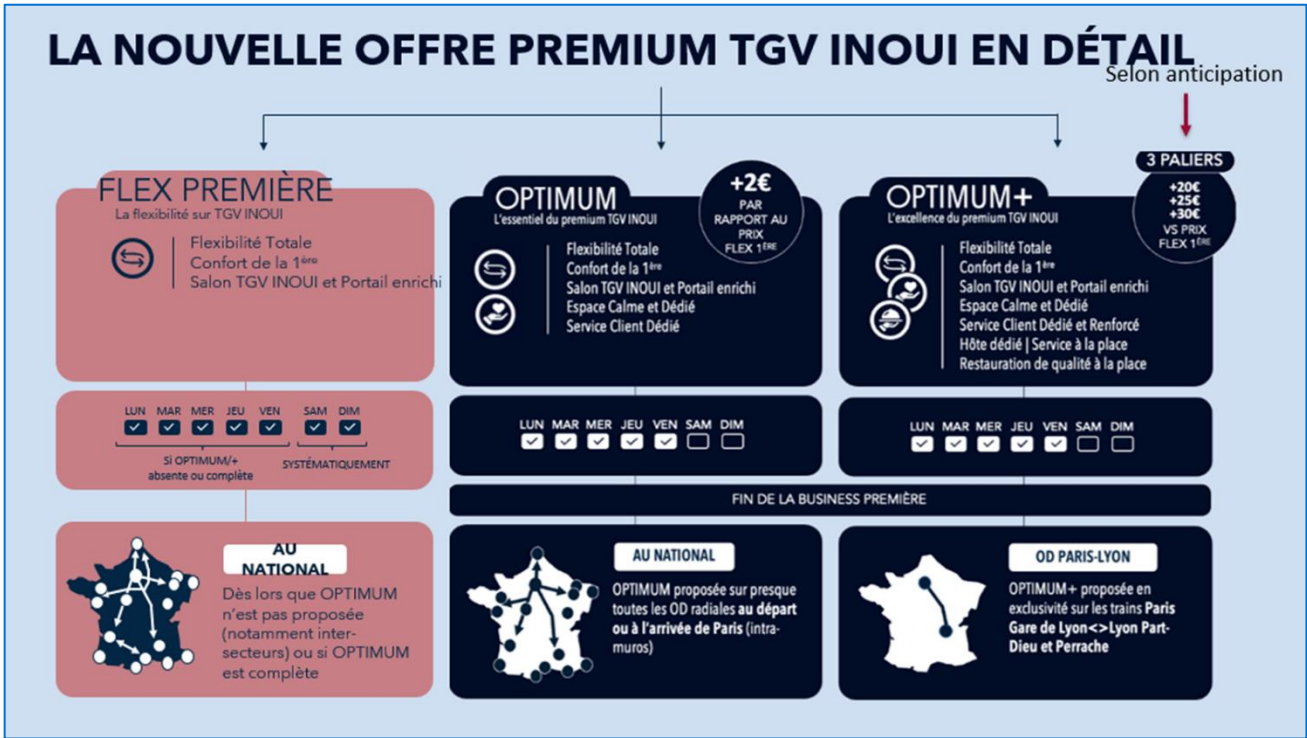 LA NOUVELLE OFFRE PREMIUM TGV INOUI EN DÉTAIL
Selon anticipation
FLEX PREMIÈRE
La flexibilité sur TGV INOUI
Flexibilité Totale
Confort de la 1ère
Salon TGV INOUI et Portail enrichi
OPTIMUM
L'essentiel du premium TGV INOUI
+2€
PAR
RAPPORT AU
PRIX
FLEX 1ÈRE
Flexibilité Totale
Confort de la 1ère
Salon TGV INOUI et Portail enrichi
Espace Calme et Dédié
Service Client Dédié
OPTIMUM+
L'excellence du premium TGV INOUI
3 PALIERS
+20€
+25€
+30€
VS PRIX
FLEX 1ÈRE
Flexibilité Totale
Confort de la 1ère
Salon TGV INOUI et Portail enrichi
Espace Calme et Dédié
Service Client Dédié et Renforcé
Hôte dédié | Service à la place
Restauration de qualité à la place
LUN MAR MER JEU VEN SAM DIM
Si OPTIMUM/+
absente ou complète
SYSTÉMATIQUEMENT
LUN MAR MER JEU VEN SAM DIM
LUN MAR MER JEU VEN SAM DIM
FIN DE LA BUSINESS PREMIÈRE
AU
NATIONAL
Dès lors que OPTIMUM
n'est pas proposée
(notamment inter-
secteurs) ou si OPTIMUM
est complète
AU NATIONAL
OPTIMUM proposée sur presque
toutes les OD radiales au départ
ou à l'arrivée de Paris (intra-
muros)
OD PARIS-LYON
OPTIMUM+ proposée en
exclusivité sur les trains Paris
Gare de Lyon<>Lyon Part-
Dieu et Perrache